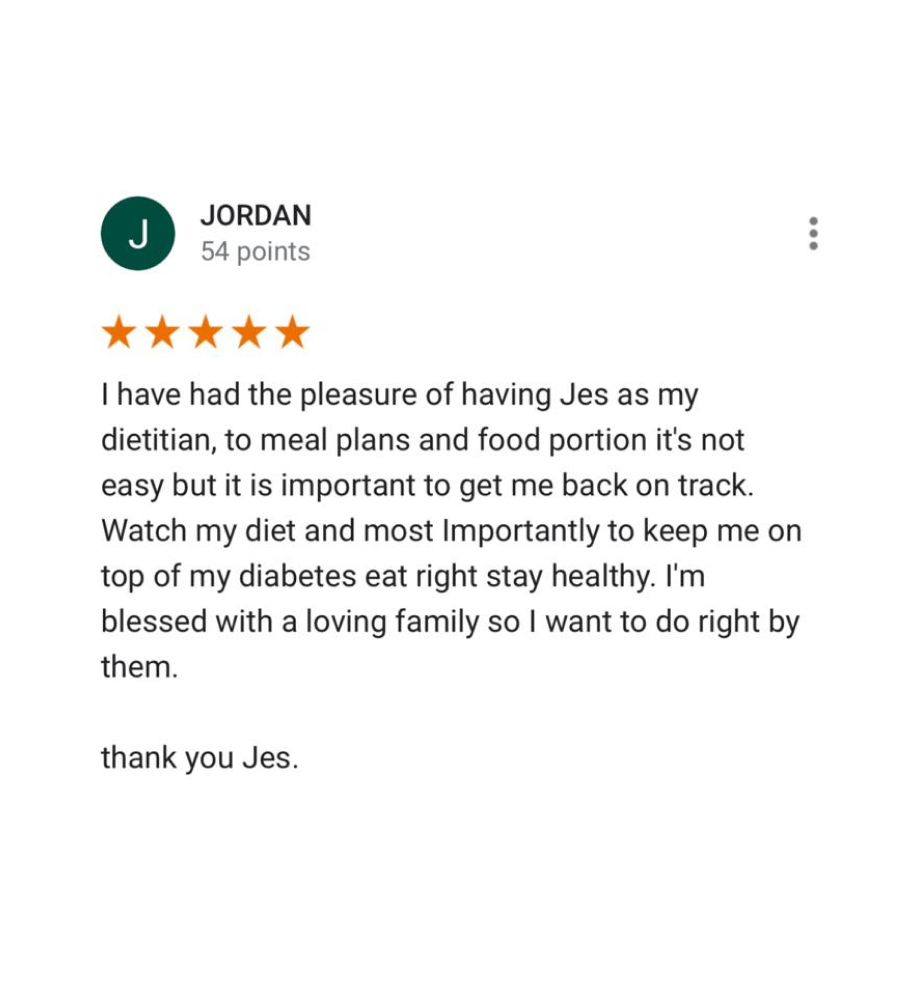 J
JORDAN
54 points
I have had the pleasure of having Jes as my
dietitian, to meal plans and food portion it's not
easy but it is important to get me back on track.
Watch my diet and most Importantly to keep me on
top of my diabetes eat right stay healthy. I'm
blessed with a loving family so I want to do right by
them.
thank you Jes.